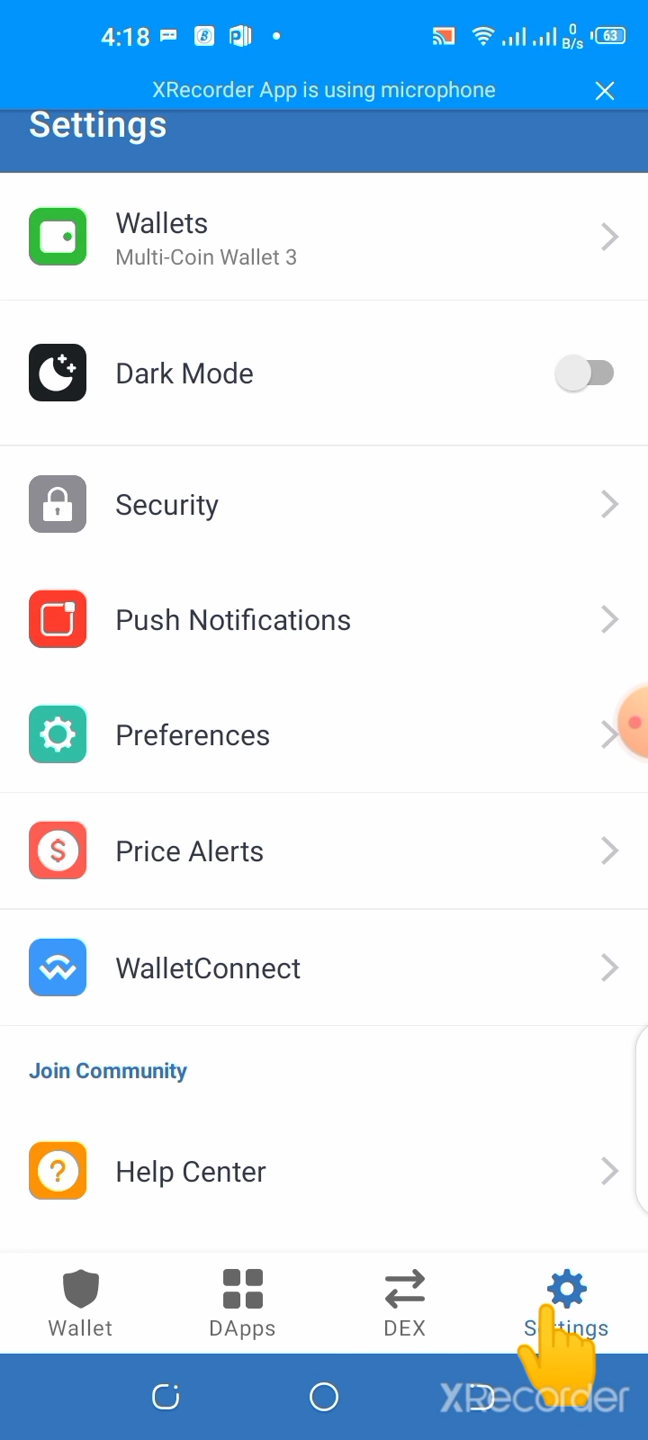 4:18
0
B/s
63
XRecorder App is using microphone
Settings
Wallets
Multi-Coin Wallet 3
Dark Mode
Security
Push Notifications
Preferences
Price Alerts
WalletConnect
Join Community
Help Center
Wallet
DApps
DEX
Settings
XRecorder